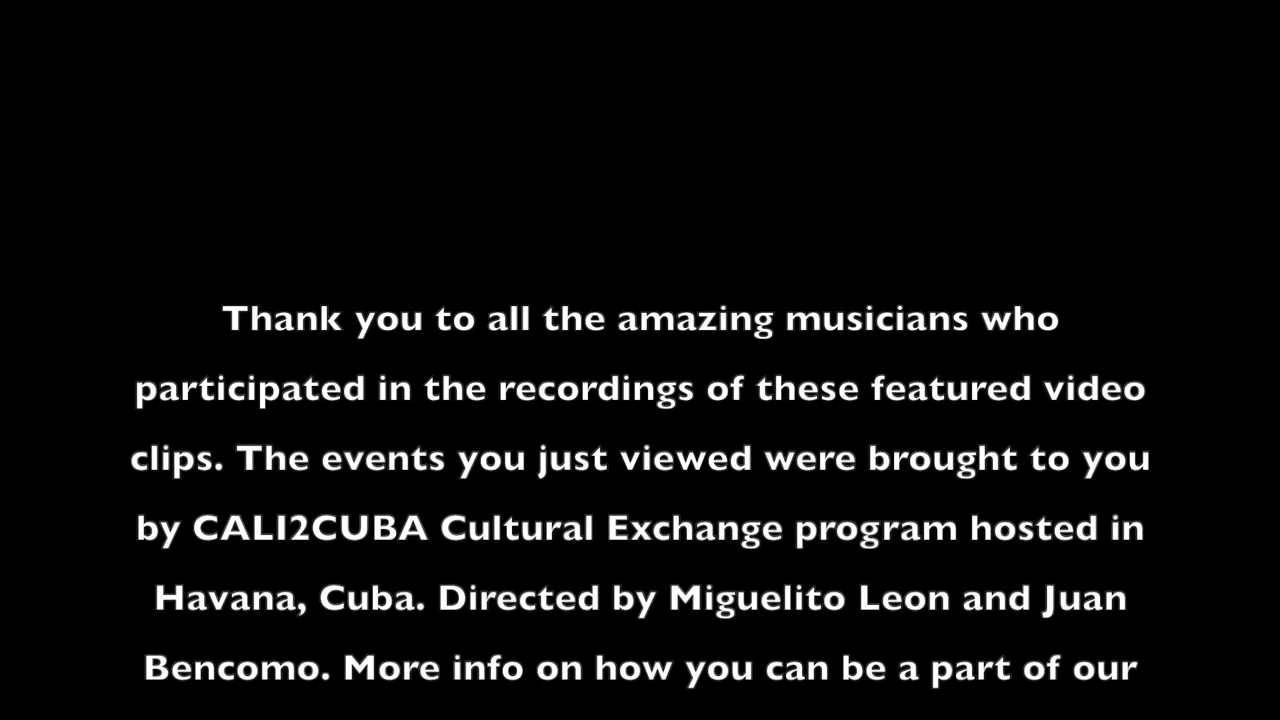 Thank you to all the amazing musicians who
participated in the recordings of these featured video
clips. The events you just viewed were brought to you
by CALI2CUBA Cultural Exchange program hosted in
Havana, Cuba. Directed by Miguelito Leon and Juan
Bencomo. More info on how you can be a part of our